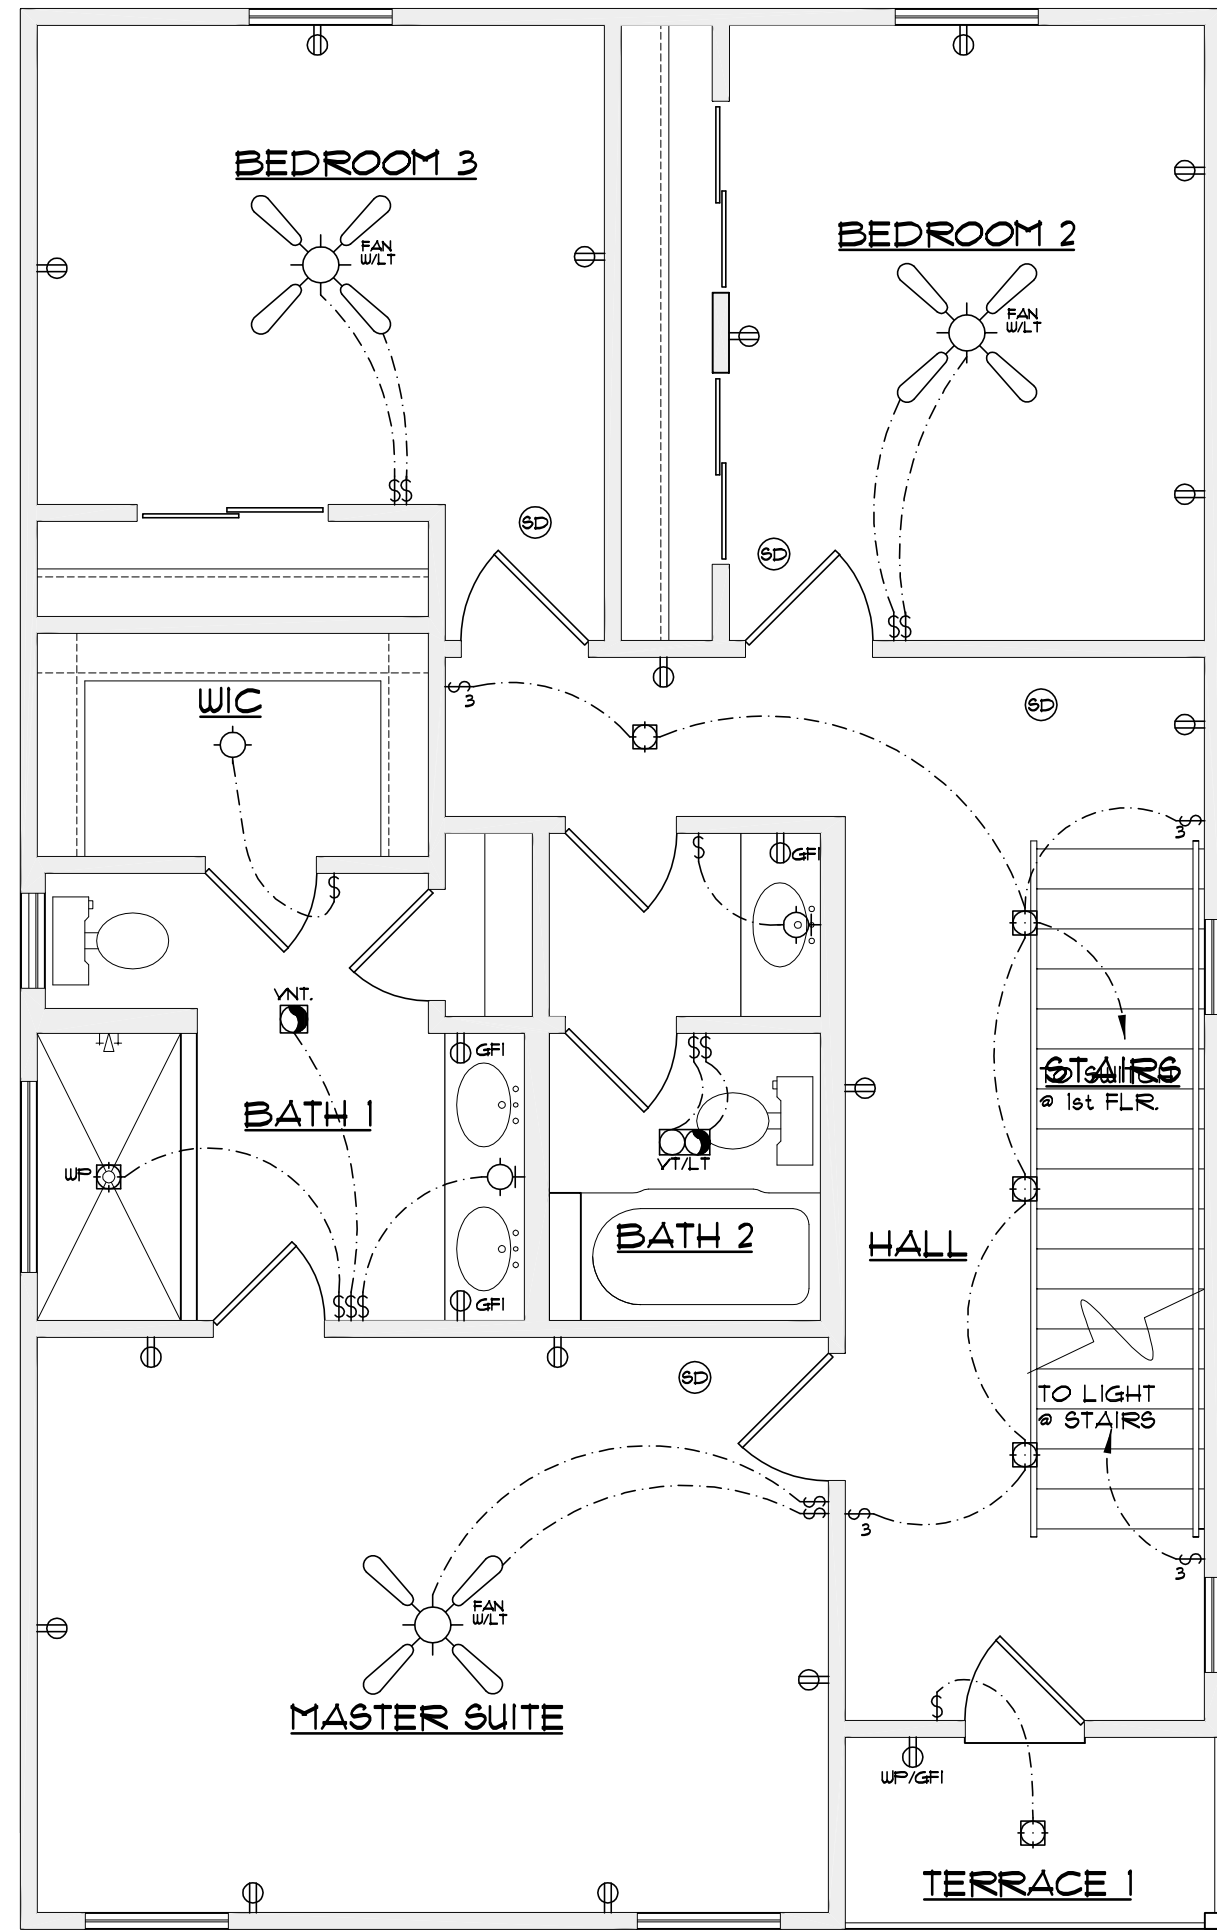 BEDROOM 3
FAN
W/LT
BEDROOM 2
FAN
W/LT
$$
SD
SD
$$
WIC
$
3
SD
$
3
$
$
GFI
VNT.
GFI
$$
STAIRS
@ 1st FLR.
BATH 1
WP
VT/LT
BATH 2
HALL
GFI
$$$
SD
TO LIGHT
@ STAIRS
$
$
$
3
$
3
FAN
W/LT
MASTER SUITE
$
WP/GFI
TERRACE 1